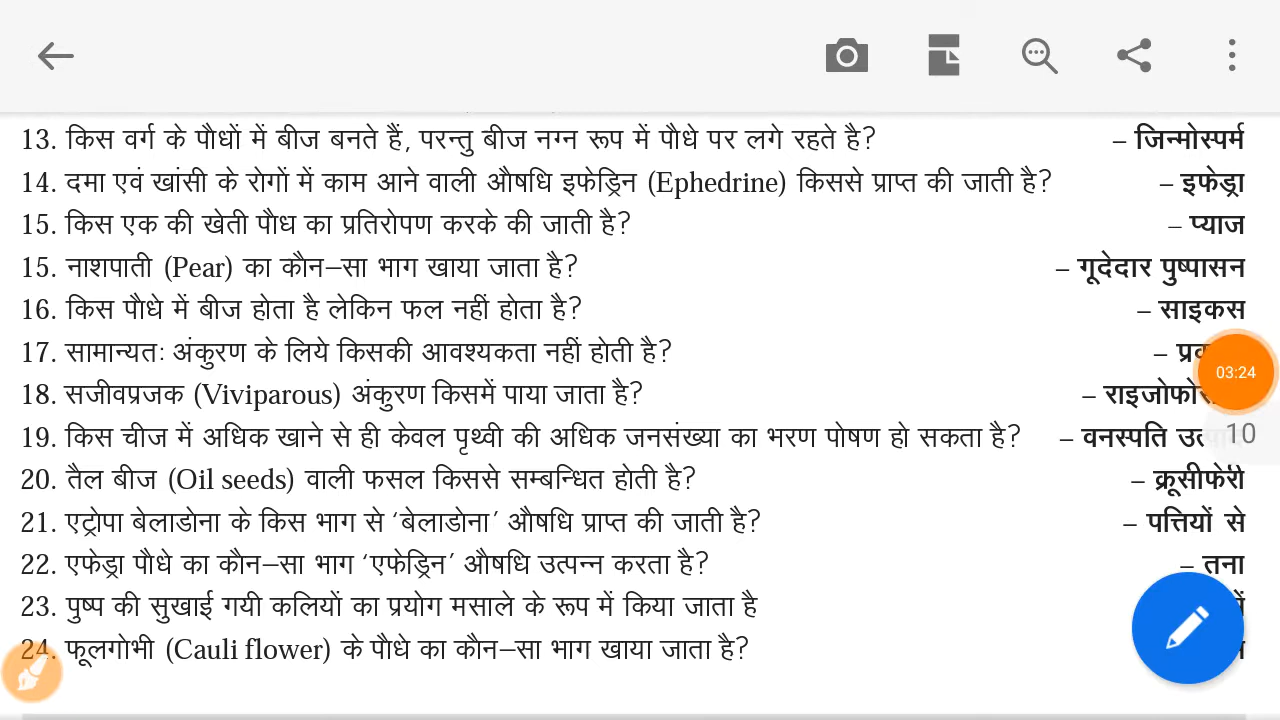 13. किस वर्ग के पौधों में बीज बनते हैं, परन्तु बीज नग्न रूप में पौधे पर लगे रहते है? – जिन्मोस्पर्म
14. दमा एवं खांसी के रोगों में काम आने वाली औषधि इफेड्रिन (Ephedrine) किससे प्राप्त की जाती है? – इफेड्रा
15. किस एक की खेती पौध का प्रतिरोपण करके की जाती है? – प्याज
15. नाशपाती (Pear) का कौन–सा भाग खाया जाता है? – गूदेदार पुष्पासन
16. किस पौधे में बीज होता है लेकिन फल नहीं होता है? – साइकस
17. सामान्यतः अंकुरण के लिये किसकी आवश्यकता नहीं होती है? –
03:24
18. सजीवप्रजक (Viviparous) अंकुरण किसमें पाया जाता है? –
19. किस चीज में अधिक खाने से ही केवल पृथ्वी की अधिक जनसंख्या का भरण पोषण हो सकता है? – वनस्पति
10
20. तैल बीज (Oil seeds) वाली फसल किससे सम्बन्धित होती है? – क्रूसीफेरी
21. एट्रोपा बेलाडोना के किस भाग से ‘बेलाडोना’ औषधि प्राप्त की जाती है? – पत्तियों से
22. एफेड्रा पौधे का कौन–सा भाग ‘एफेड्रिन’ औषधि उत्पन्न करता है? – तना
23. पुष्प की सुखाई गयी कलियों का प्रयोग मसाले के रूप में किया जाता है
24. फूलगोभी (Cauli flower) के पौधे का कौन–सा भाग खाया जाता है?